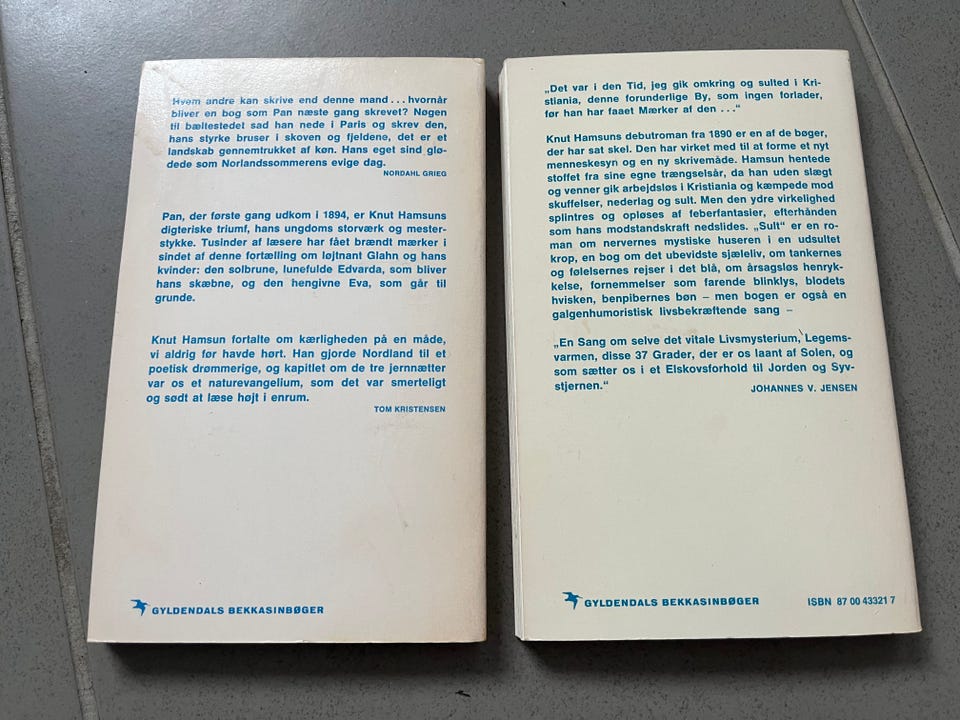 Hvem andre kan skrive end denne mand . . . hvornår
bliver en bog som Pan næste gang skrevet? Nøgen
til bæltestedet sad han nede i Paris og skrev den,
hans styrke bruser i skoven og fjeldene, det er et
landskab gennemtrukket af køn. Hans eget sind glø-
dede som Norlandssommerens evige dag.
NORDAHL GRIEG
Pan, der første gang udkom i 1894, er Knut Hamsuns
digteriske triumf, hans ungdoms storværk og mester-
stykke. Tusinder af læsere har fået brændt mærker i
sindet af denne fortælling om løjtnant Glahn og hans
kvinder: den solbrune, lunefulde Edvarda, som bliver
hans skæbne, og den hengivne Eva, som går til
grunde.
Knut Hamsun fortalte om kærligheden på en måde,
vi aldrig før havde hørt. Han gjorde Nordland til et
poetisk drømmerige, og kapitlet om de tre jernnætter
var os et naturevangelium, som det var smerteligt
og sødt at læse højt i enrum.
TOM KRISTENSEN
GYLDENDALS BEKKASINBØGER
„Det var i den Tid, jeg gik omkring og sulted i Kri-
stiania, denne forunderlige By, som ingen forlader,
før han har faaet Mærker af den . . .“
Knut Hamsuns debutroman fra 1890 er en af de bøger,
der har sat skel. Den har virket med til at forme et nyt
menneskesyn og en ny skrivemåde. Hamsun hentede
stoffet fra sine egne trængselsår, da han uden slægt
og venner gik arbejdsløs i Kristiania og kæmpede mod
skuffelser, nederlag og sult. Men den ydre virkelighed
splintres og opløses af feberfantasier, efterhånden
som hans modstandskraft nedslides. „Sult“ er en ro-
man om nervernes mystiske huseren i en udsultet
krop, en bog om det ubevidste sjæleliv, om tankernes
og følelsernes rejser i det blå, om årsagsløs henryk-
kelse, fornemmelser som farende blinklys, blodets
hvisken, benpibernes bøn – men bogen er også en
galgenhumoristisk livsbekræftende sang –
„En Sang om selve det vitale Livsmysterium, Legems-
varmen, disse 37 Grader, der er os laant af Solen, og
som sætter os i et Elskovsforhold til Jorden og Syv-
stjernen.“
JOHANNES V. JENSEN
GYLDENDALS BEKKASINBØGER
ISBN 87 00 43321 7